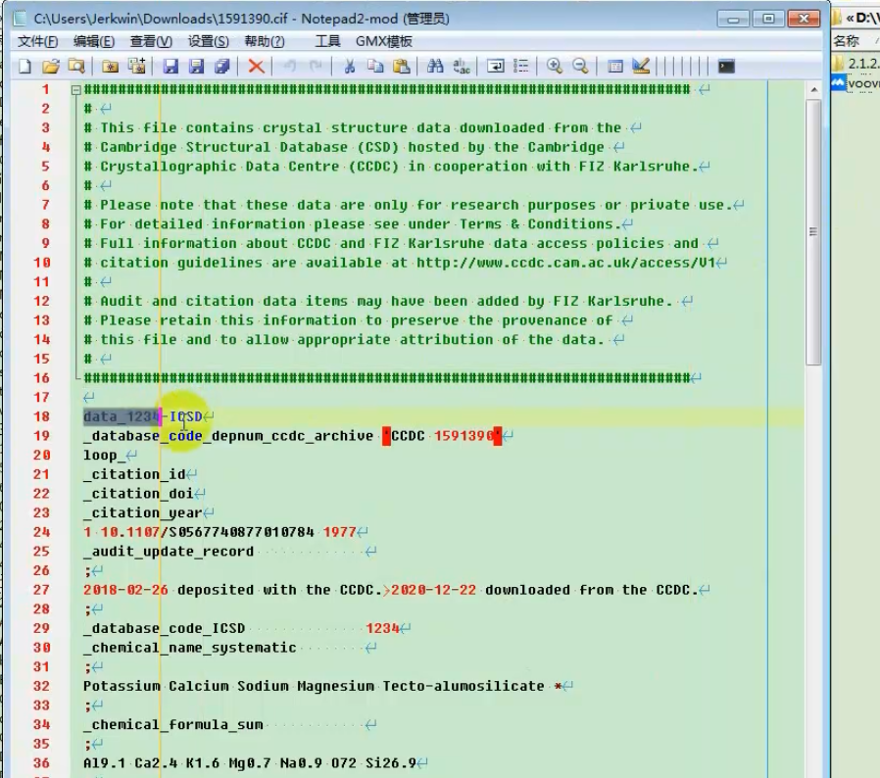 C:\Users\Jerkwin\Downloads\1591390.cif - Notepad2-mod (管理员)
文件(F) 编辑(E) 查看(V) 设置(S) 帮助(?) 工具 GMX模板
1 ########################################################################
2 #
3 # This file contains crystal structure data downloaded from the
4 # Cambridge Structural Database (CSD) hosted by the Cambridge
5 # Crystallographic Data Centre (CCDC) in cooperation with FIZ Karlsruhe.
6 #
7 # Please note that these data are only for research purposes or private use.
8 # For detailed information please see under Terms & Conditions.
9 # Full information about CCDC and FIZ Karlsruhe data access policies and
10 # citation guidelines are available at http://www.ccdc.cam.ac.uk/access/V1
11 #
12 # Audit and citation data items may have been added by FIZ Karlsruhe.
13 # Please retain this information to preserve the provenance of
14 # this file and to allow appropriate attribution of the data.
15 #
16 ########################################################################
17
18 data_1234-ICSD
19 _database_code_depnum_ccdc_archive 'CCDC 1591390'
20 loop_
21 _citation_id
22 _citation_doi
23 _citation_year
24 1 10.1107/S0567740877010784 1977
25 _audit_update_record
26 ;
27 2018-02-26 deposited with the CCDC. 2020-12-22 downloaded from the CCDC.
28 ;
29 _database_code_ICSD 1234
30 _chemical_name_systematic
31 ;
32 Potassium Calcium Sodium Magnesium Tecto-alumosilicate *
33 ;
34 _chemical_formula_sum
35 ;
36 Al9.1 Ca2.4 K1.6 Mg0.7 Na0.9 O72 Si26.9
« D:\
名称
2.1.2.
voov